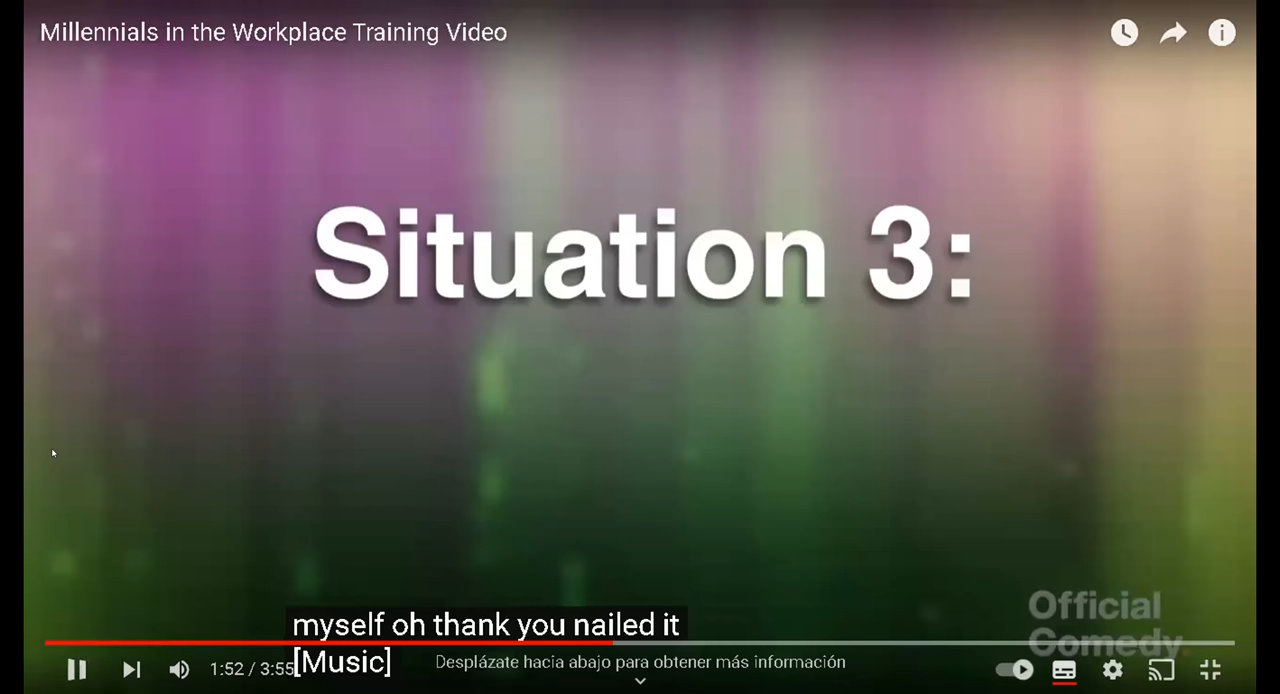 Millennials in the Workplace Training Video
Situation 3:
Official
Comedy.
myself oh thank you nailed it
[Music]
1:52 / 3:55
Desplázate hacia abajo para obtener más información